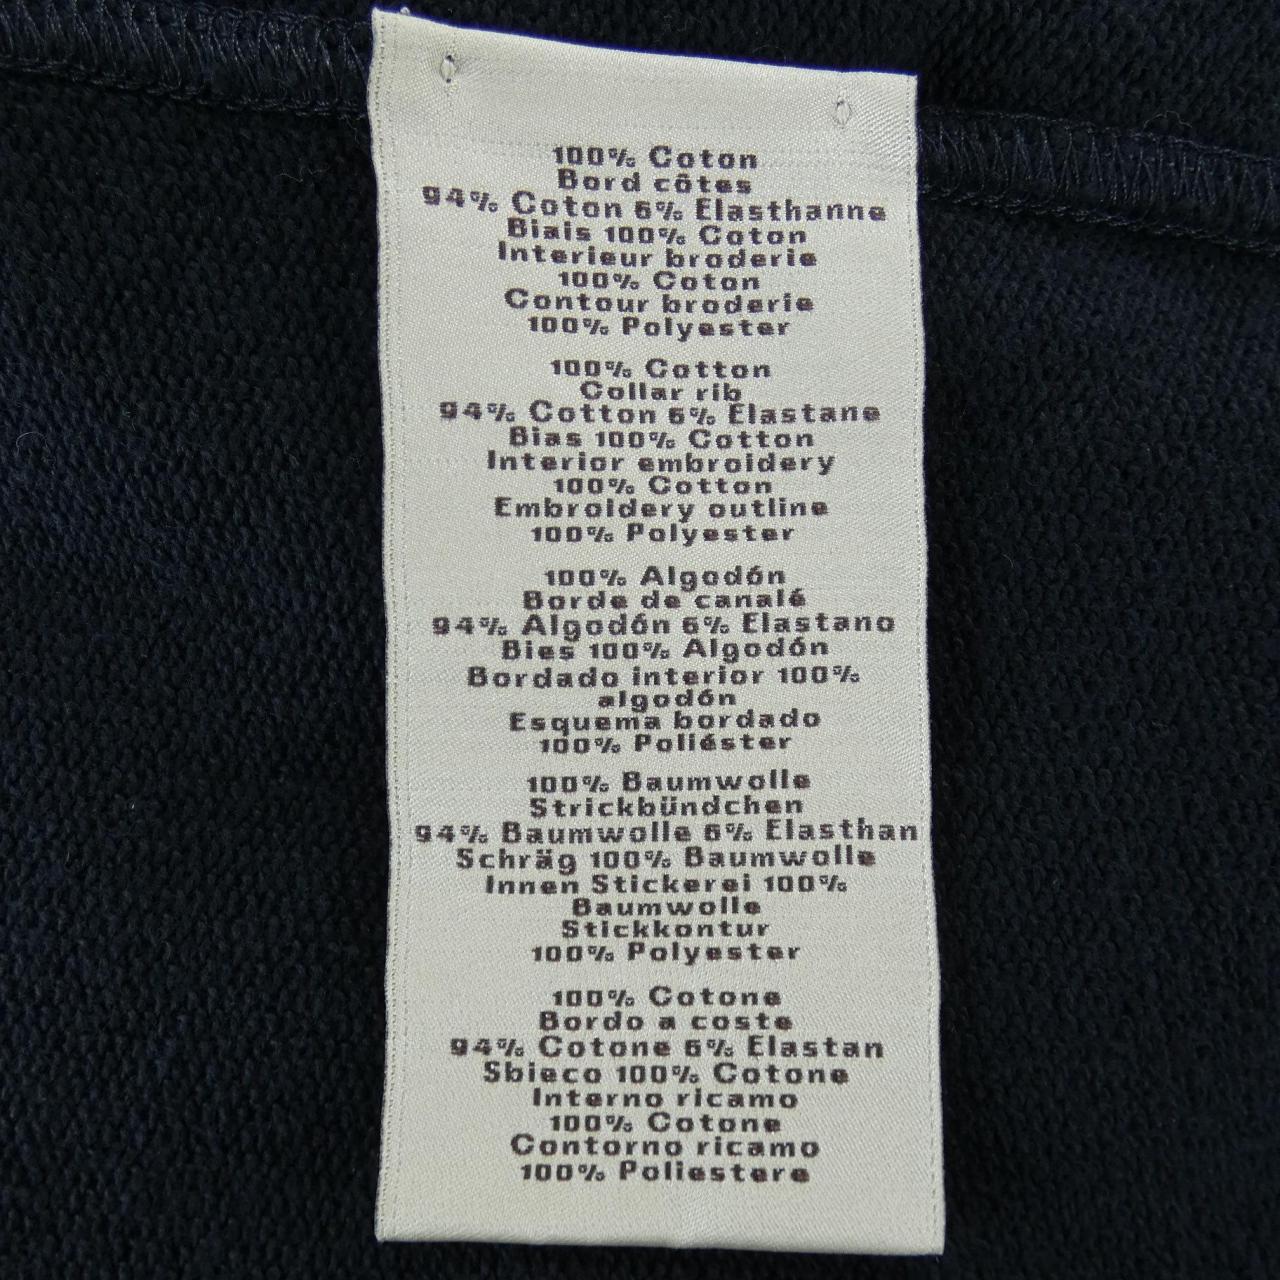 100% Coton
Bord côtes
94% Coton 6% Elasthanne
Biais 100% Coton
Interieur broderie
100% Coton
Contour broderie
100% Polyester
100% Cotton
Collar rib
94% Cotton 6% Elastane
Bias 100% Cotton
Interior embroidery
100% Cotton
Embroidery outline
100% Polyester
100% Algodón
Borde de canalé
94% Algodón 6% Elastano
Bies 100% Algodón
Bordado interior 100%
algodón
Esquema bordado
100% Poliéster
100% Baumwolle
Strickbündchen
94% Baumwolle 6% Elasthan
Schräg 100% Baumwolle
Innen Stickerei 100%
Baumwolle
Stickkontur
100% Polyester
100% Cotone
Bordo a coste
94% Cotone 6% Elastan
Sbieco 100% Cotone
Interno ricamo
100% Cotone
Contorno ricamo
100% Poliestere